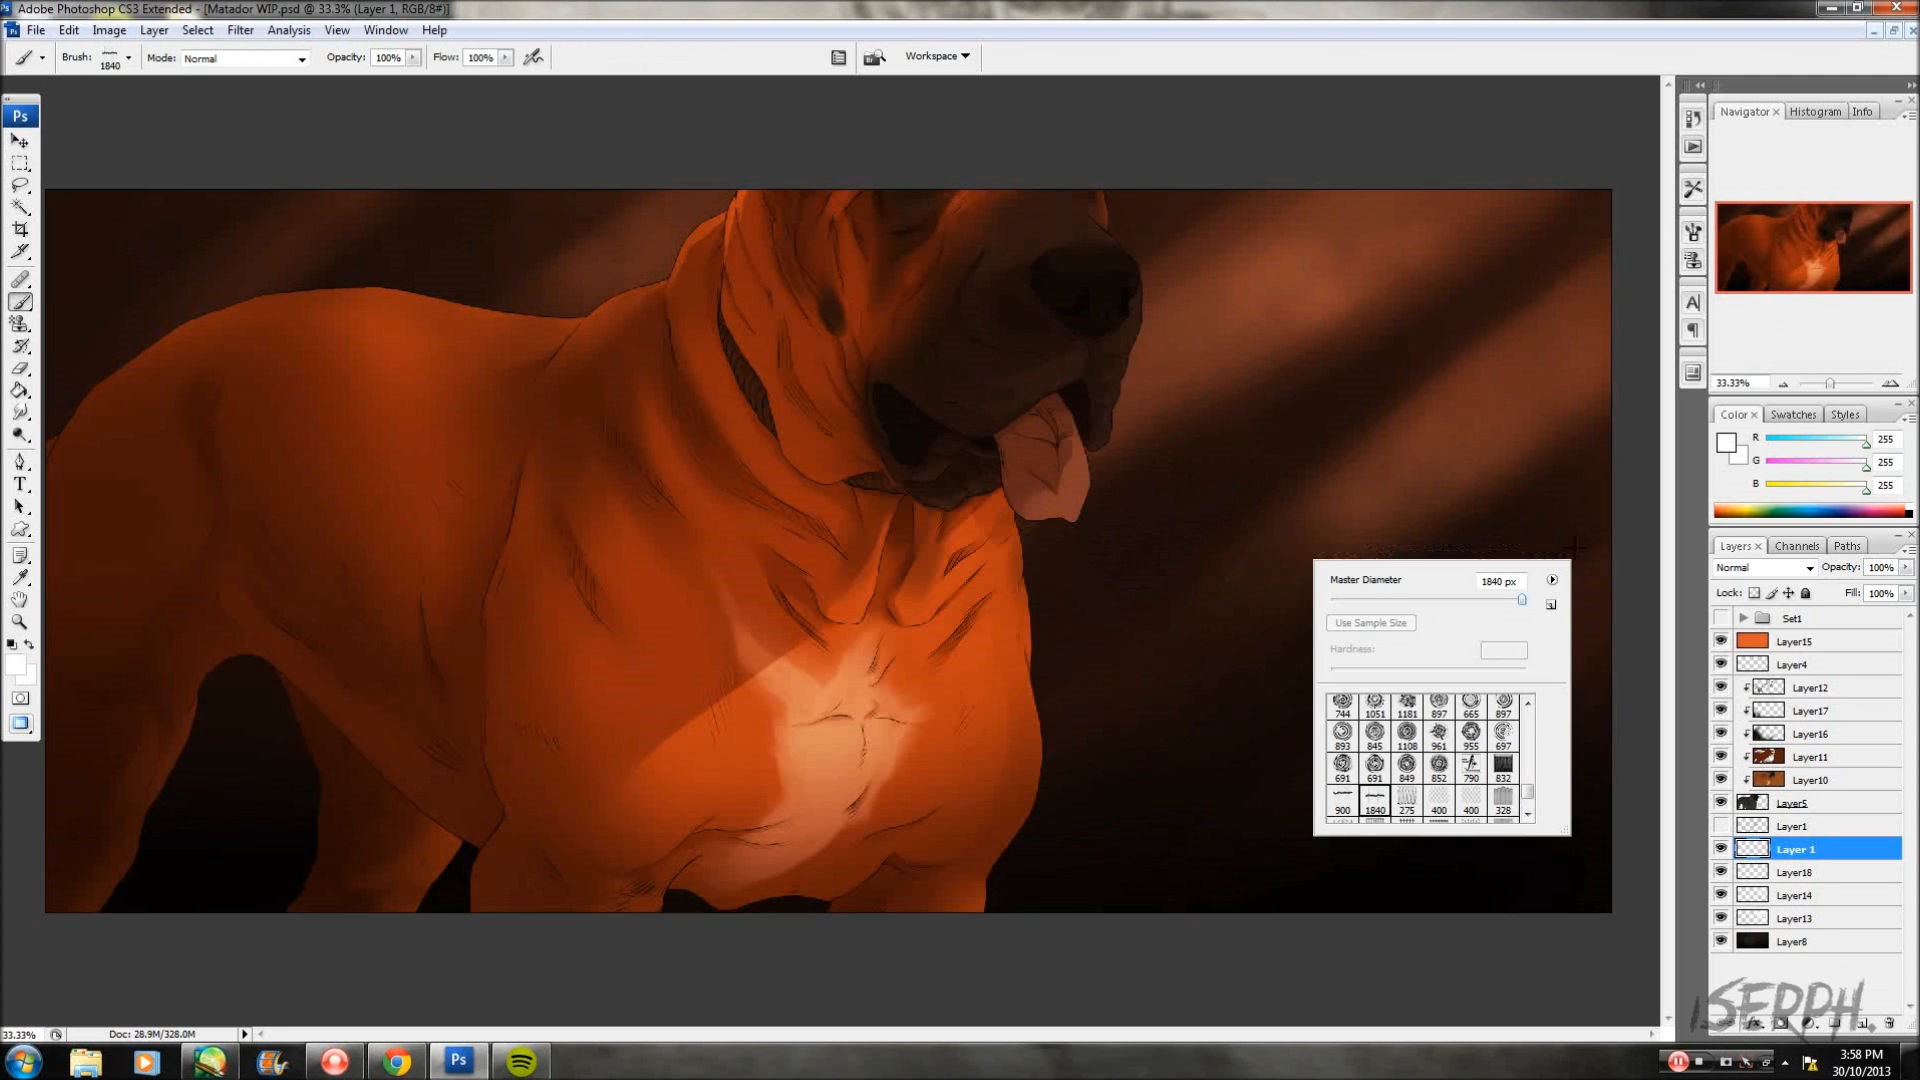 Adobe Photoshop CS3 Extended - [Matador WIP.psd @ 33.3% (Layer 1, RGB/8#)]
File Edit Image Layer Select Filter Analysis View Window Help
Brush: 1840 Mode: Normal Opacity: 100% Flow: 100% Workspace
Ps
Navigator Histogram Info
33.33%
Color Swatches Styles
R 255
G 255
B 255
Layers Channels Paths
Normal Opacity: 100%
Lock: Fill: 100%
Set1
Layer15
Layer4
Layer12
Layer17
Layer16
Layer11
Layer10
Layer5
Layer1
Layer 1
Layer18
Layer14
Layer13
Layer8
Master Diameter 1840 px
Use Sample Size
Hardness:
744 1051 1181 897 665 897
893 845 1108 961 955 697
691 691 849 852 790 832
900 1840 275 400 400 328
iSERPH.
33.33% Doc: 28.9M/328.0M
Ps
3:58 PM
30/10/2013